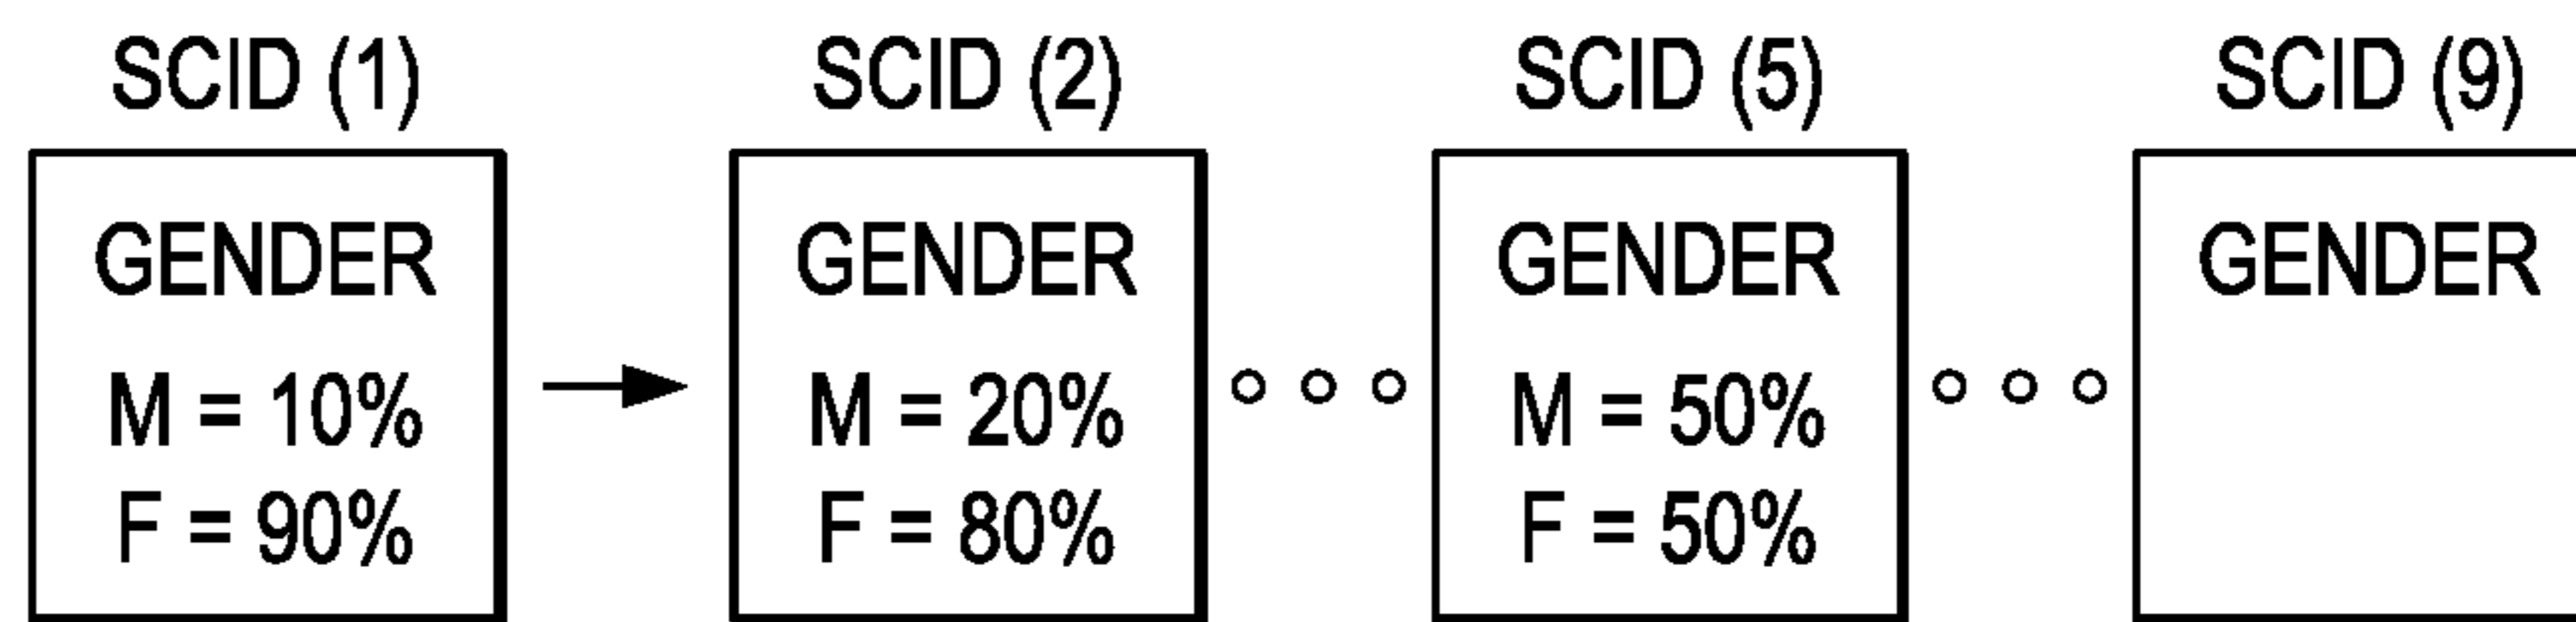 SCID (1) SCID (2) SCID (5) SCID (9)
GENDER GENDER GENDER GENDER
M = 10% M = 20% M = 50%
F = 90% F = 80% F = 50%